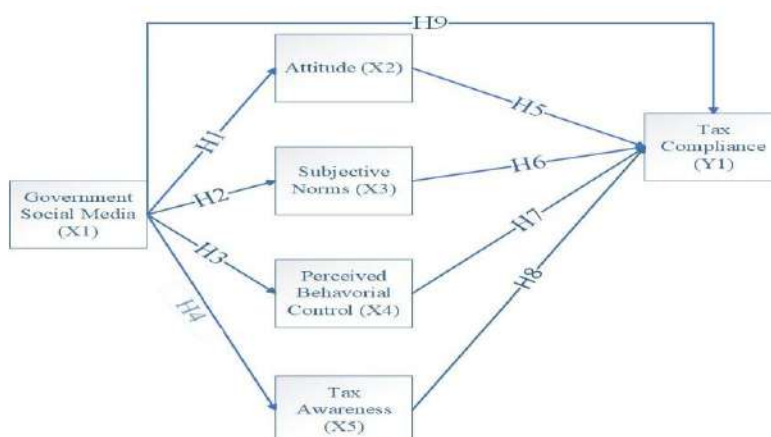 H9
Attitude (X2)
H1
H5
Tax
Compliance
(Y1)
Subjective
Norms (X3)
H6
Government
Social Media
(X1)
H2
H3
H7
Perceived
Behavorial
Control (X4)
H8
H4
Tax
Awareness
(X5)